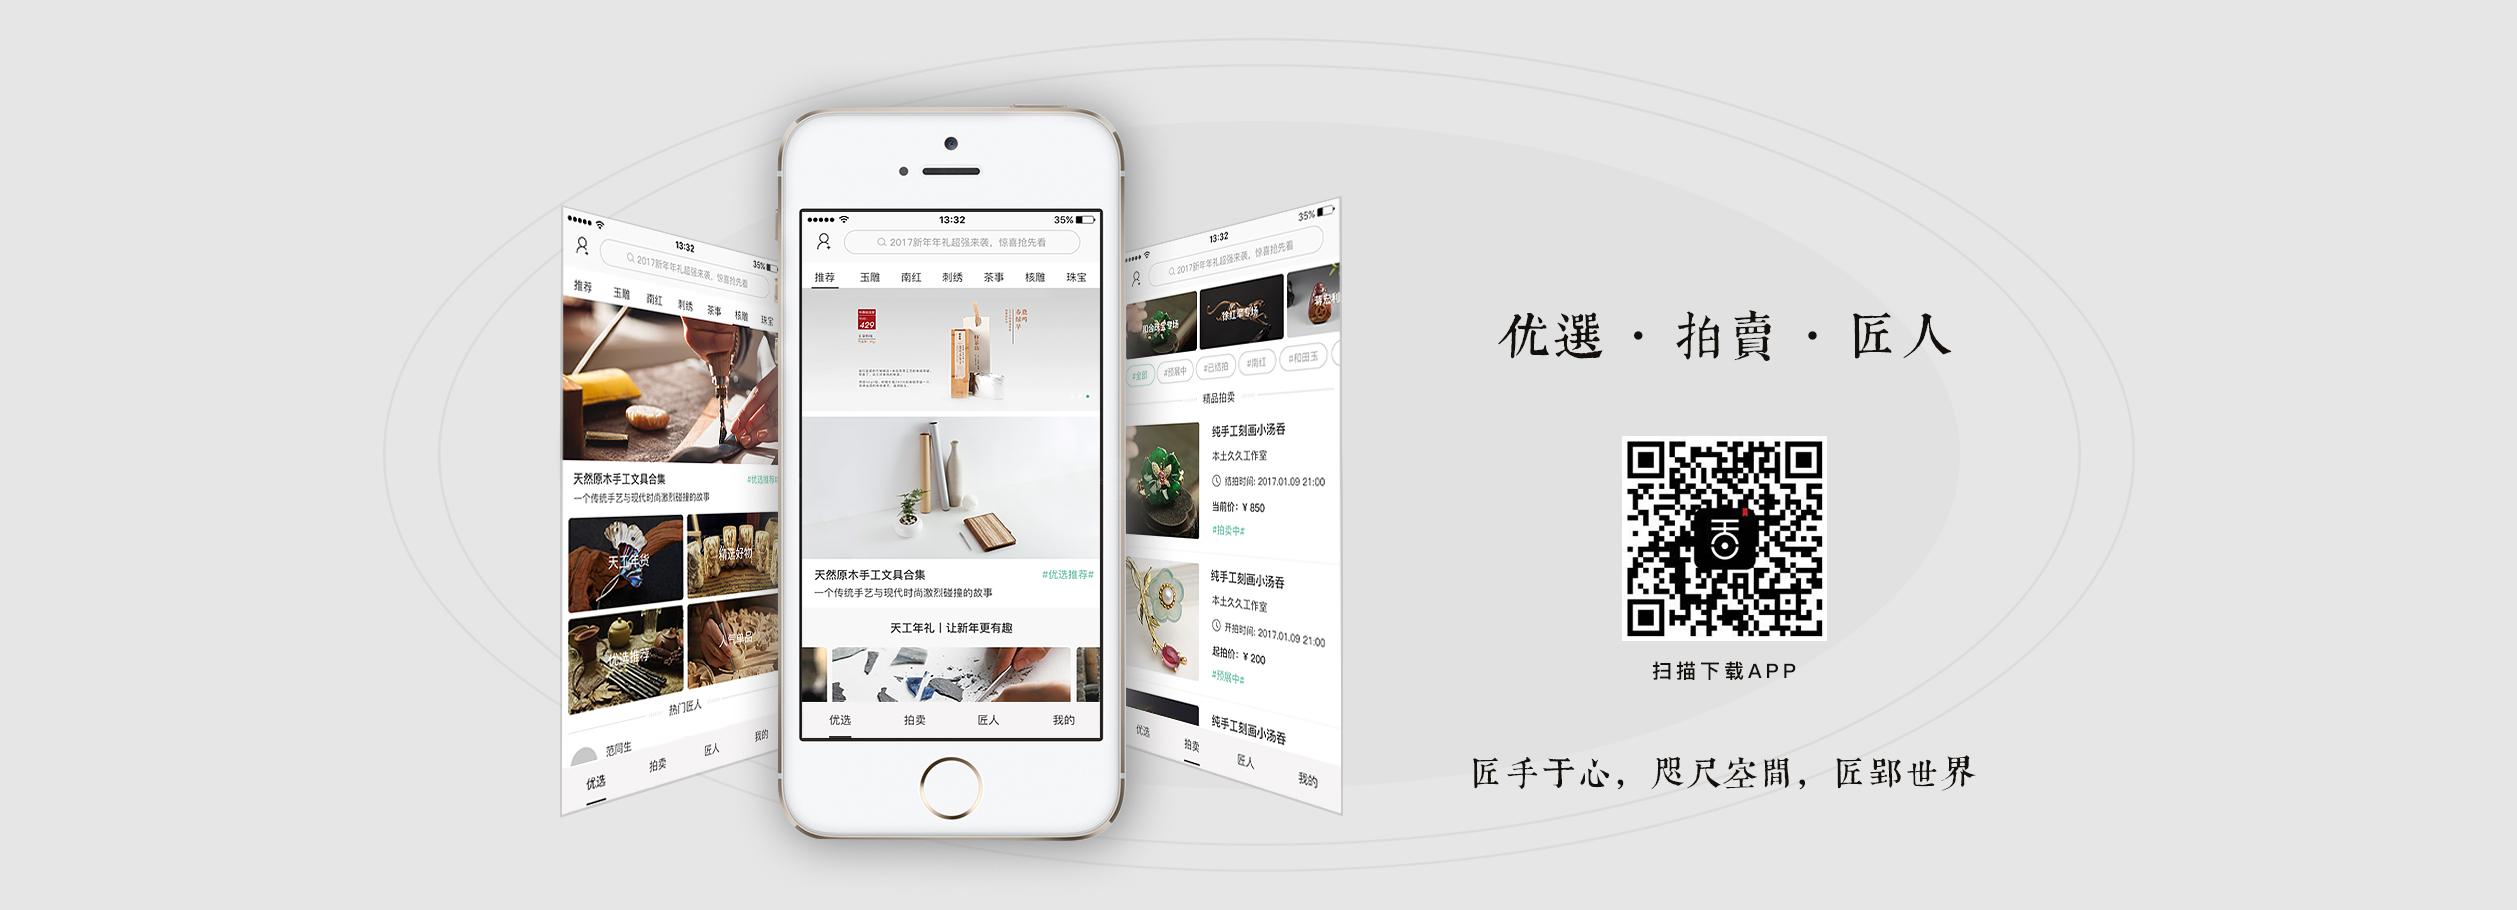 13:32
35%
2017新年年礼超强来袭，惊喜抢先看
推荐 玉雕 南红 刺绣 茶事 核雕 珠宝
天然原木手工文具合集
#优选推荐#
一个传统手艺与现代时尚激烈碰撞的故事
天工年货
精选好物
优选推荐
人气单品
热门匠人
范同生
优选 拍卖 匠人 我的
13:32
35%
2017新年年礼超强来袭，惊喜抢先看
推荐 玉雕 南红 刺绣 茶事 核雕 珠宝
429
天然原木手工文具合集
#优选推荐#
一个传统手艺与现代时尚激烈碰撞的故事
天工年礼丨让新年更有趣
优选 拍卖 匠人 我的
35%
13:32
2017新年年礼超强来袭，惊喜抢先看
#全部 #预展中 #已结拍 #南红 #和田玉
精品拍卖
纯手工刻画小汤吞
本土久久工作室
结拍时间: 2017.01.09 21:00
当前价: ¥ 850
#拍卖中#
纯手工刻画小汤吞
本土久久工作室
开拍时间: 2017.01.09 21:00
起拍价: ¥ 200
#预展中#
纯手工刻画小汤吞
优选 拍卖 匠人 我的
优選·拍賣·匠人
扫描下载APP
匠手于心，咫尺空間，匠郢世界